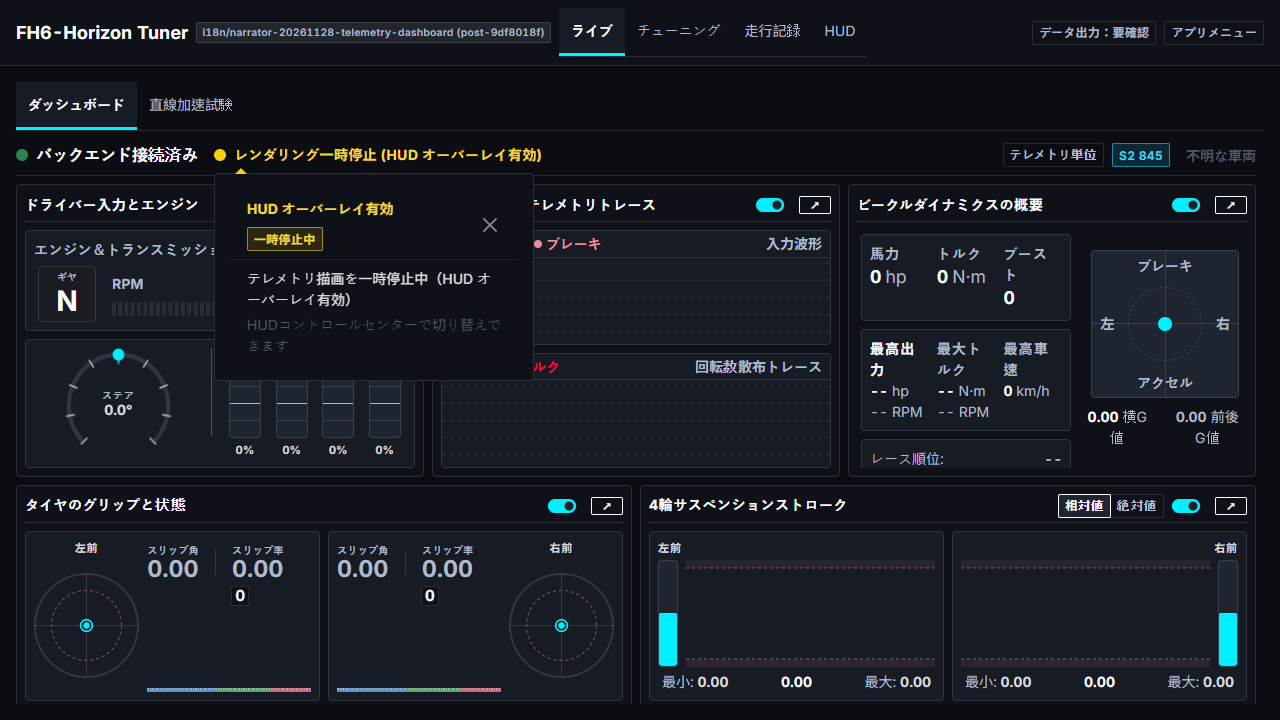 FH6-Horizon Tuner
i18n/narrator-20261128-telemetry-dashboard (post-9df8018f)
ライブ
チューニング
走行記録
HUD
データ出力：要確認
アプリメニュー
ダッシュボード
直線加速試験
バックエンド接続済み
レンダリング一時停止 (HUD オーバーレイ有効)
テレメトリ単位
S2 845
不明な車両
ドライバー入力とエンジン
HUD オーバーレイ有効
一時停止中
テレメトリ描画を一時停止中（HUD オ
ーバーレイ有効）
HUDコントロールセンターで切り替えで
きます
エンジン＆トランスミッショ
ギヤ
N
RPM
ステア
0.0°
0%
0%
0%
0%
テレメトリトレース
ブレーキ
入力波形
ルク
回転数散布トレース
ビークルダイナミクスの概要
馬力
0 hp
トルク
0 N·m
ブース
ト
0
最高出
力
-- hp
-- RPM
最大ト
ルク
-- N·m
-- RPM
最高車
速
0 km/h
レース順位:
--
ブレーキ
左
右
アクセル
0.00 横G
値
0.00 前後
G値
タイヤのグリップと状態
左前
スリップ角
0.00
スリップ率
0.00
0
スリップ角
0.00
スリップ率
0.00
0
右前
4輪サスペンションストローク
相対値
絶対値
左前
最小: 0.00
0.00
最大: 0.00
右前
最小: 0.00
0.00
最大: 0.00